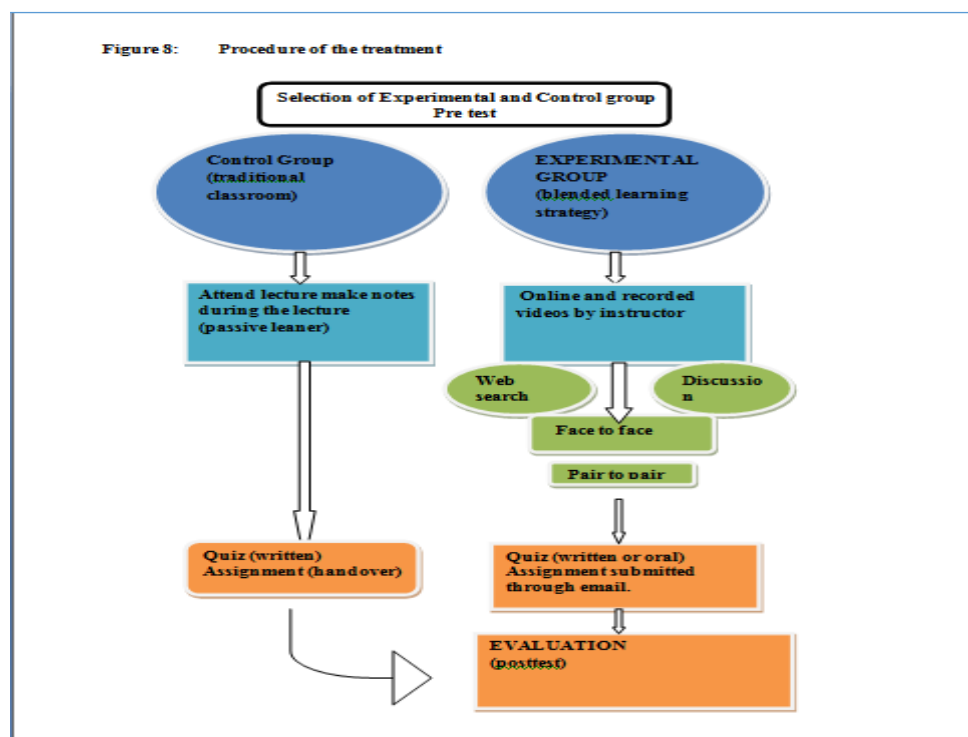 Figure 8: Procedure of the treatment
Selection of Experimental and Control group
Pre test
Control Group
(traditional
classroom)
EXPERIMENTAL
GROUP
(blended learning
strategy)
Attend lecture make notes
during the lecture
(passive leaner)
Online and recorded
videos by instructor
Web
search
Discussio
n
Face to face
Pair to pair
Quiz (written)
Assignment (handover)
Quiz (written or oral)
Assignment submitted
through email.
EVALUATION
(posttest)